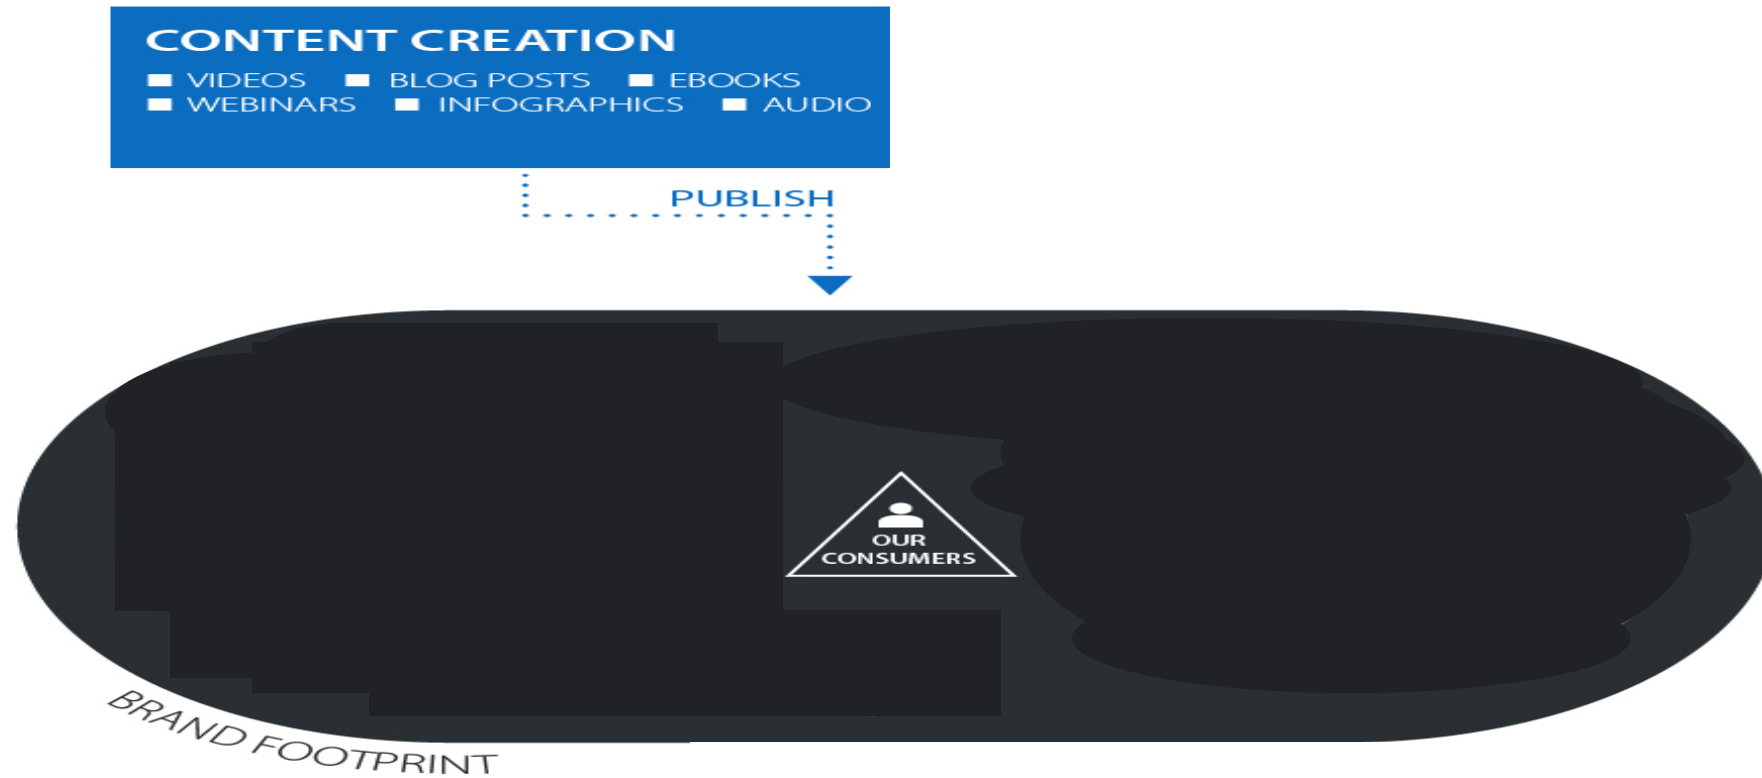 CONTENT CREATION
VIDEOS BLOG POSTS EBOOKS
WEBINARS INFOGRAPHICS AUDIO
PUBLISH
OUR
CONSUMERS
BRAND FOOTPRINT